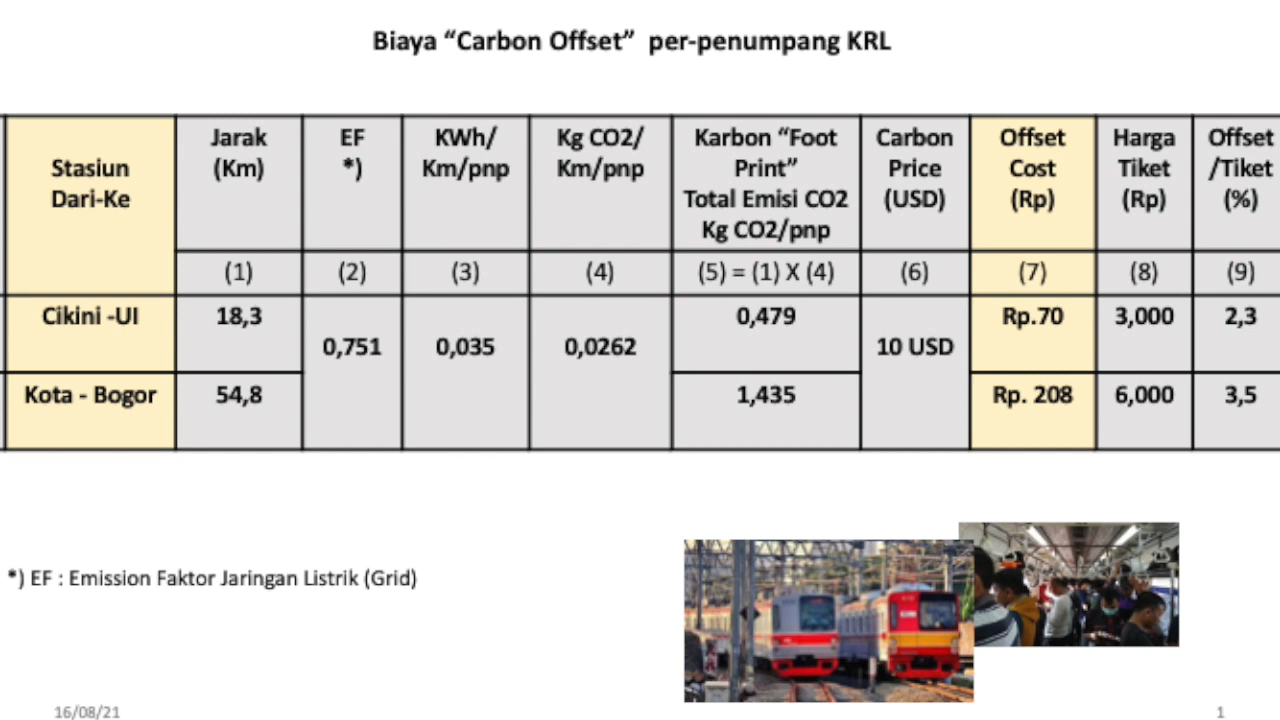 Biaya “Carbon Offset”  per-penumpang KRL
Stasiun
Dari-Ke
Jarak
(Km)
EF
*)
KWh/
Km/pnp
Kg CO2/
Km/pnp
Karbon “Foot
Print”
Total Emisi CO2
Kg CO2/pnp
Carbon
Price
(USD)
Offset
Cost
(Rp)
Harga
Tiket
(Rp)
Offset
/Tiket
(%)
(1)
(2)
(3)
(4)
(5) = (1) X (4)
(6)
(7)
(8)
(9)
Cikini -UI
18,3
0,751
0,035
0,0262
0,479
10 USD
Rp.70
3,000
2,3
Kota - Bogor
54,8
1,435
Rp. 208
6,000
3,5
*) EF : Emission Faktor Jaringan Listrik (Grid)
16/08/21
1